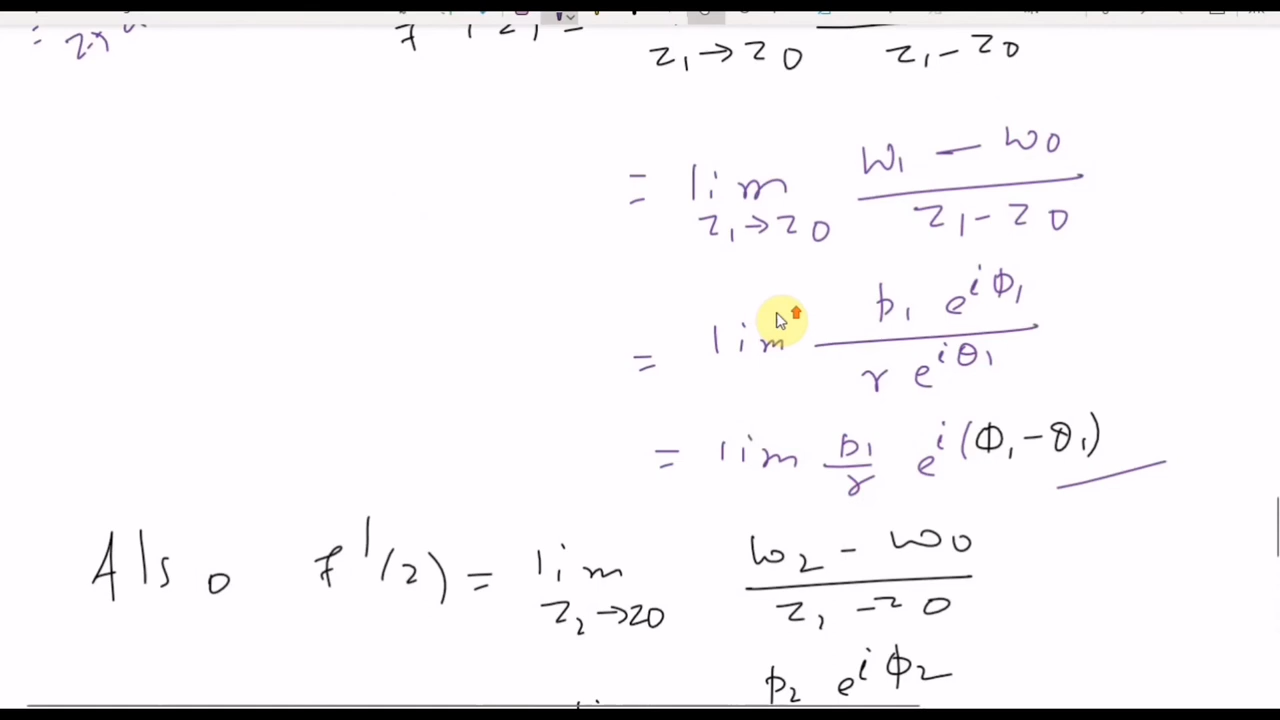 z₁→z0 z₁-z0
= lim z₁→z0 w₁ - w0 / z₁-z0
= lim p₁ e^{iΦ₁} / r e^{iθ₁}
= lim p₁/r e^{i(Φ₁-θ₁)}
Also f'(z) = lim z₂→z0 w₂ - w0 / z₂-z0
p₂ e^{iΦ₂}